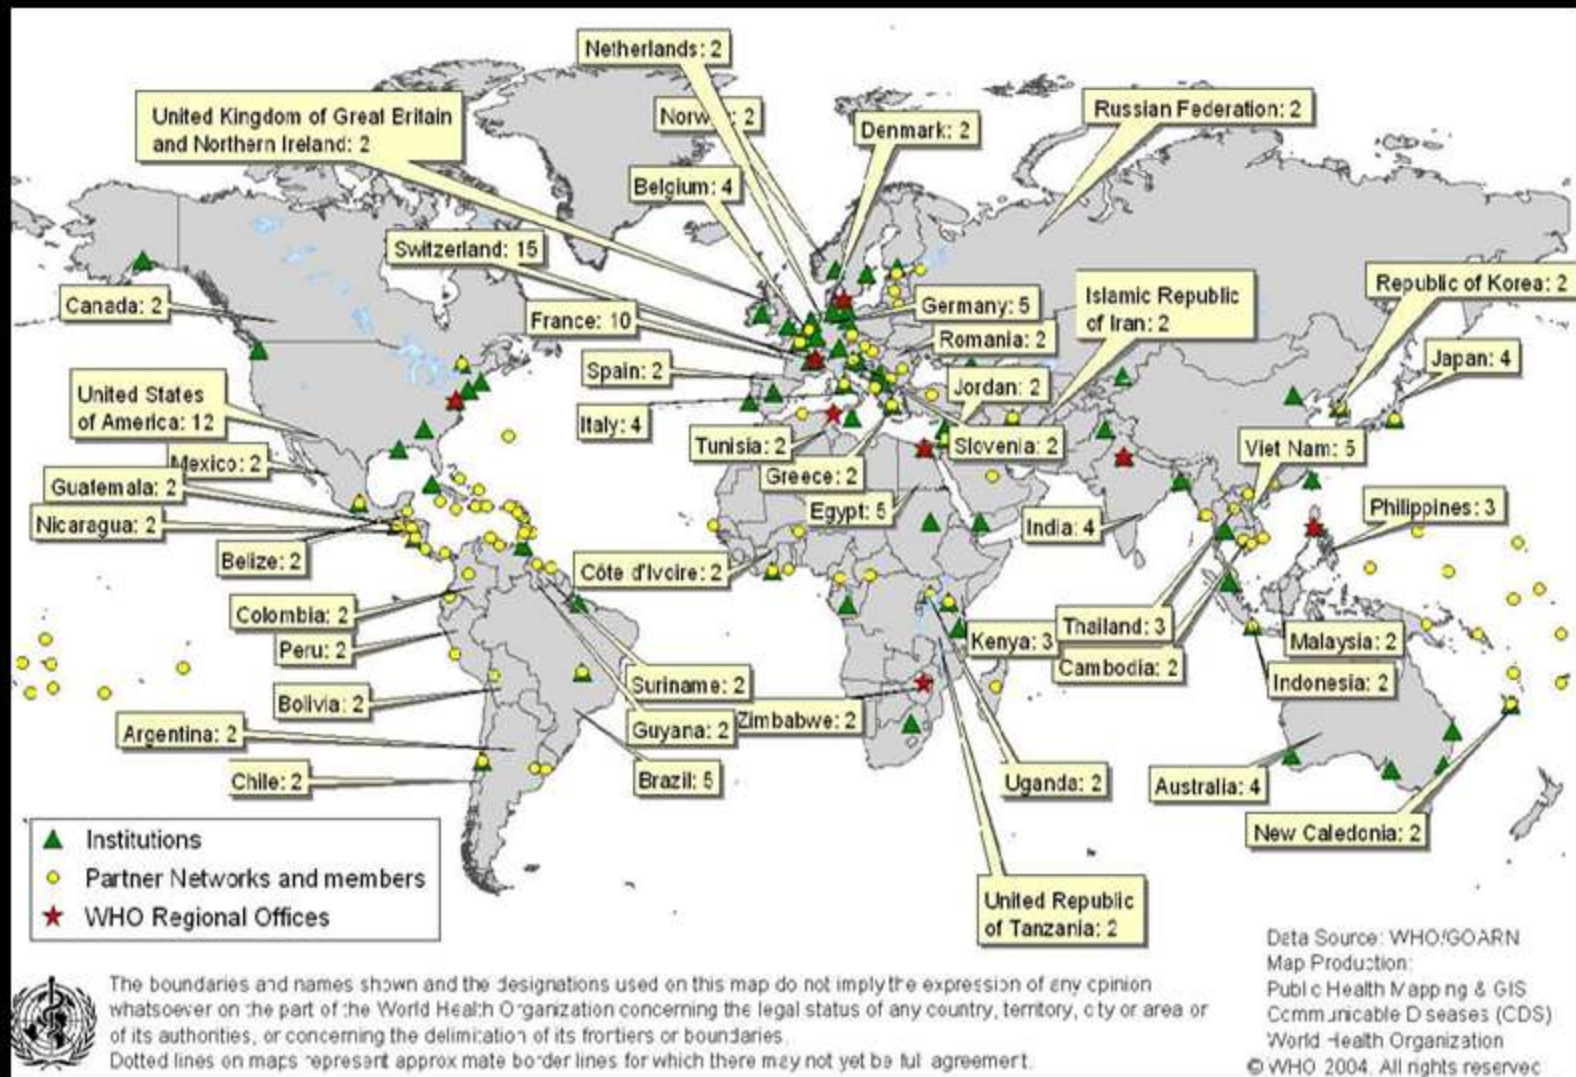 Netherlands: 2
United Kingdom of Great Britain
and Northern Ireland: 2
Norway: 2
Denmark: 2
Russian Federation: 2
Belgium: 4
Switzerland: 15
Canada: 2
France: 10
Germany: 5
Islamic Republic
of Iran: 2
Republic of Korea: 2
Romania: 2
Japan: 4
Spain: 2
Jordan: 2
United States
of America: 12
Italy: 4
Tunisia: 2
Slovenia: 2
Viet Nam: 5
Mexico: 2
Greece: 2
Guatemala: 2
Egypt: 5
Philippines: 3
Nicaragua: 2
India: 4
Belize: 2
Côte d'Ivoire: 2
Colombia: 2
Peru: 2
Kenya: 3
Thailand: 3
Malaysia: 2
Cambodia: 2
Suriname: 2
Indonesia: 2
Bolivia: 2
Argentina: 2
Guyana: 2
Zimbabwe: 2
Chile: 2
Brazil: 5
Uganda: 2
Australia: 4
New Caledonia: 2
Institutions
Partner Networks and members
WHO Regional Offices
United Republic
of Tanzania: 2
Data Source: WHO/GOARN
Map Production:
Public Health Mapping & GIS
Communicable Diseases (CDS)
World Health Organization
© WHO 2004. All rights reserved
The boundaries and names shown and the designations used on this map do not imply the expression of any opinion
whatsoever on the part of the World Health Organization concerning the legal status of any country, territory, city or area or
of its authorities, or concerning the delimitation of its frontiers or boundaries.
Dotted lines on maps represent approximate border lines for which there may not yet be full agreement.